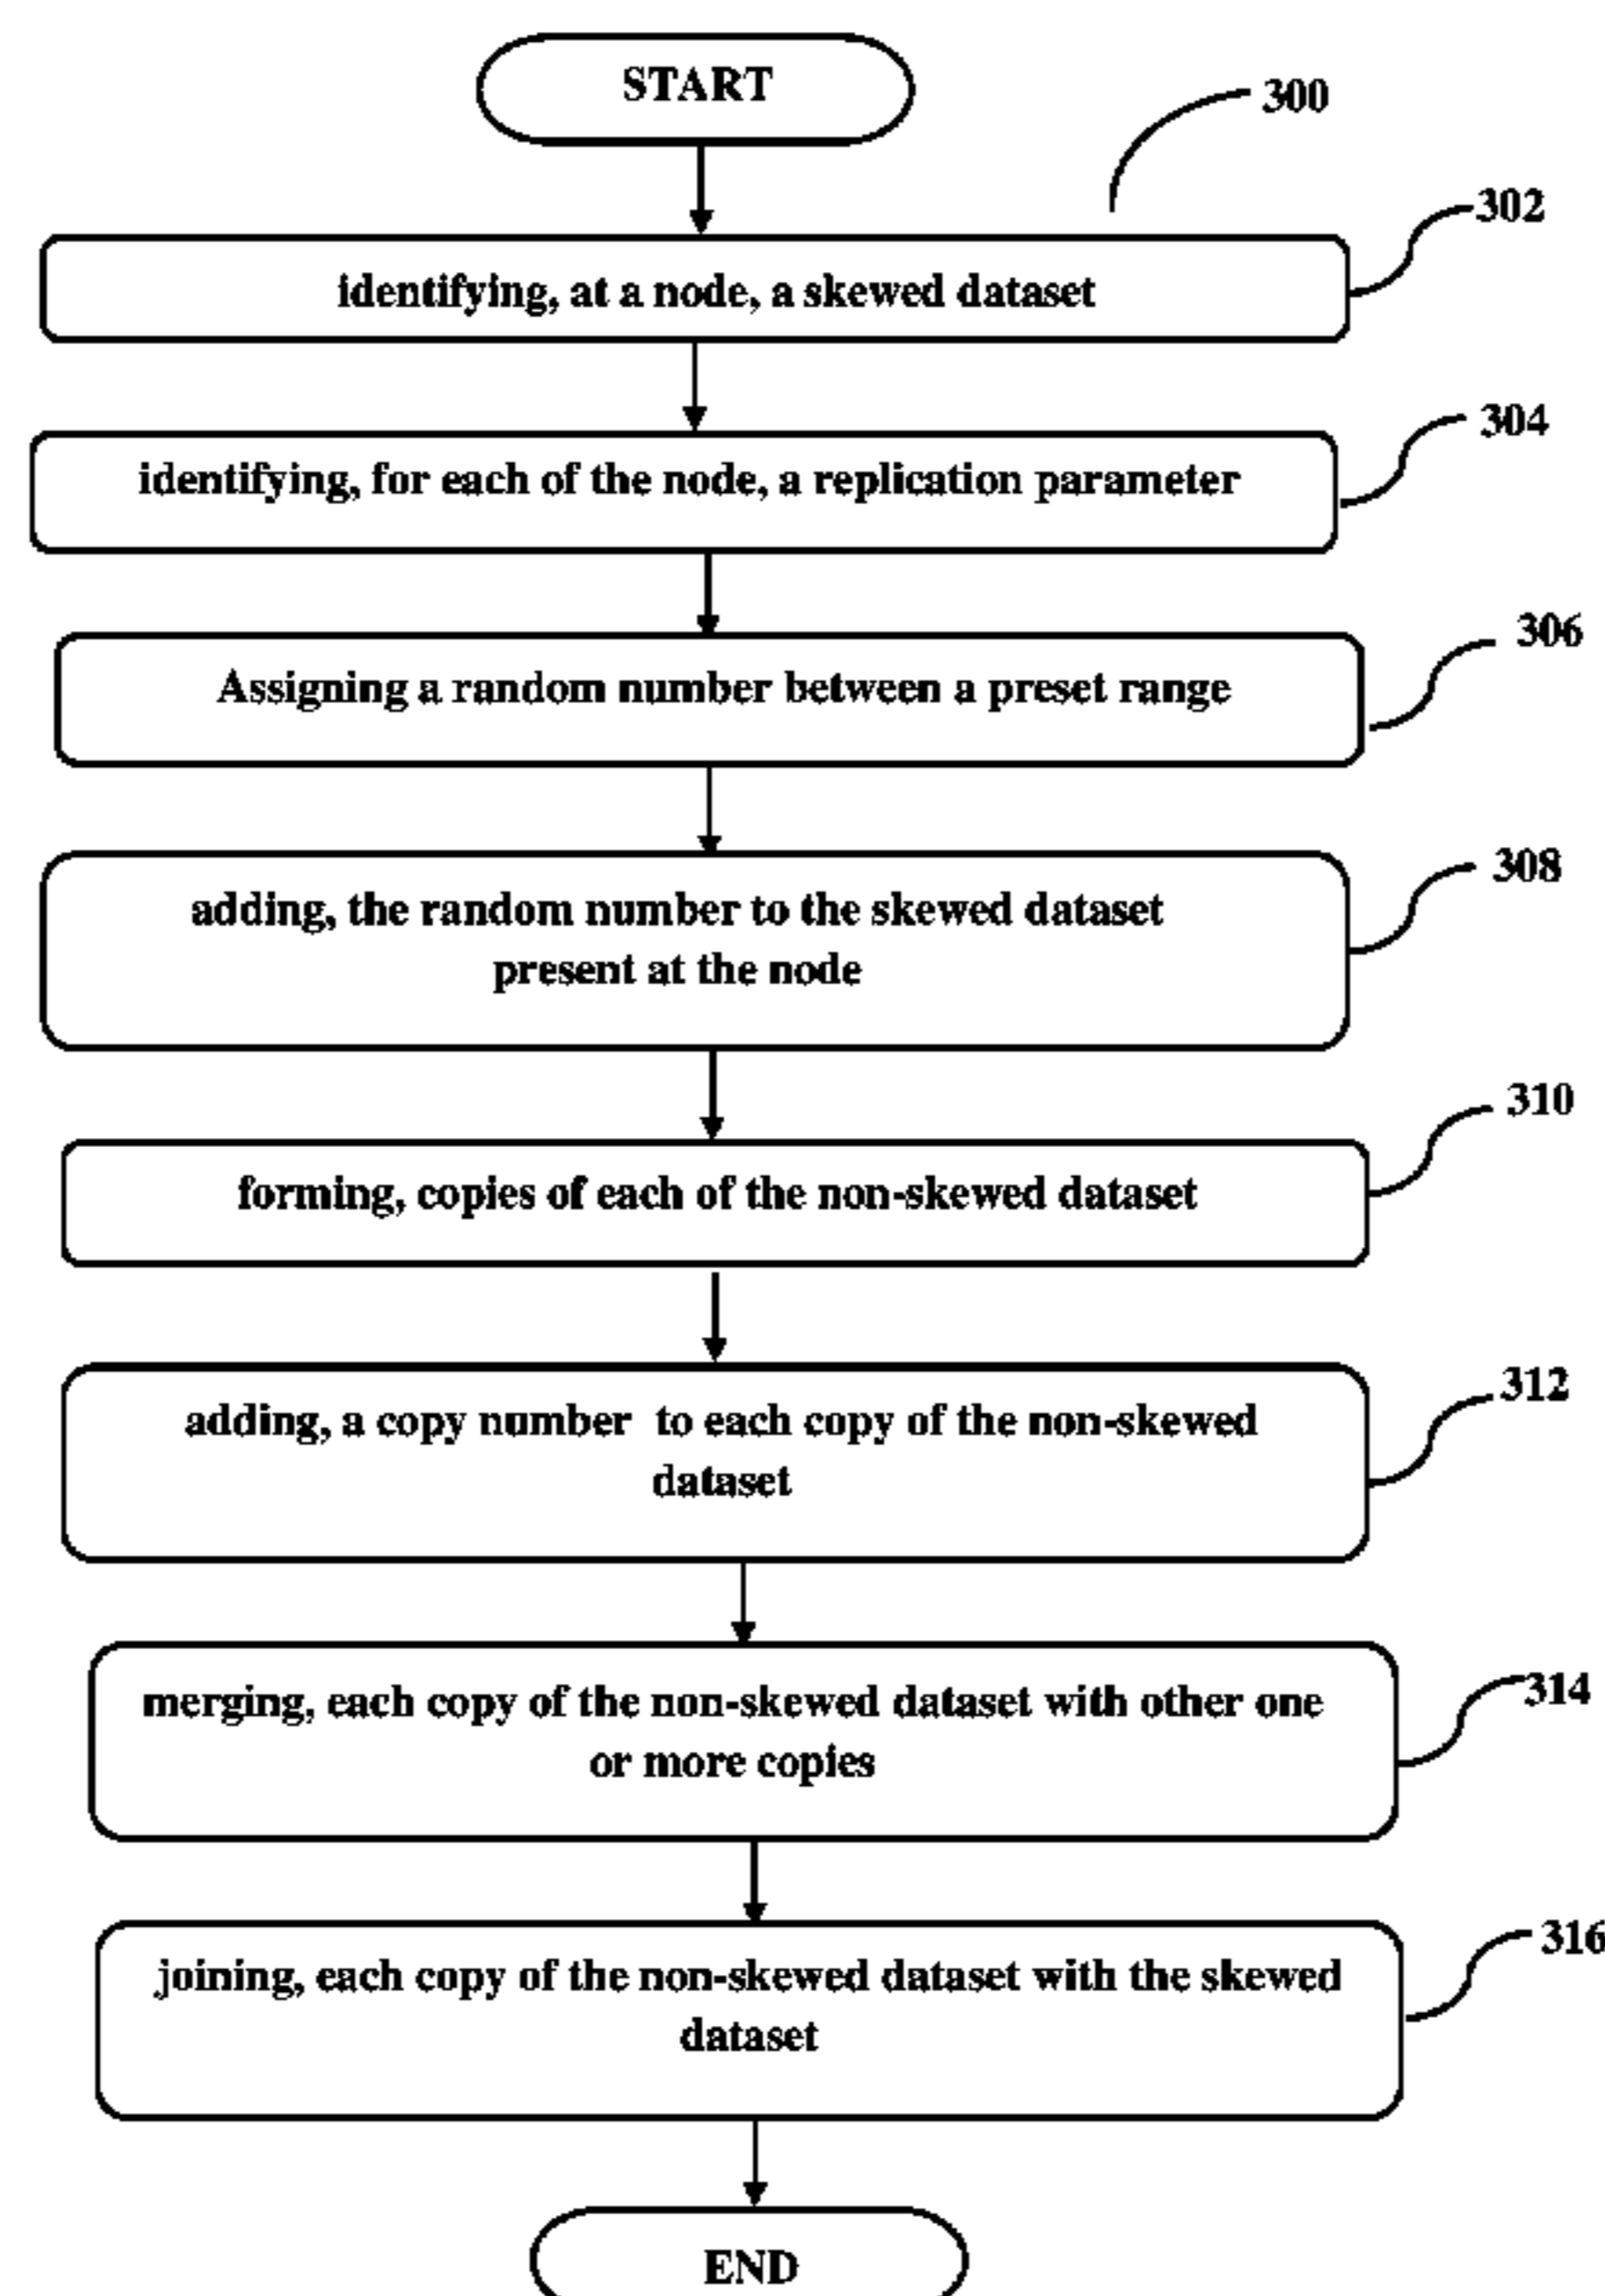 START
300
302
identifying, at a node, a skewed dataset
304
identifying, for each of the node, a replication parameter
306
Assigning a random number between a preset range
308
adding, the random number to the skewed dataset
present at the node
310
forming, copies of each of the non-skewed dataset
312
adding, a copy number to each copy of the non-skewed
dataset
314
merging, each copy of the non-skewed dataset with other one
or more copies
316
joining, each copy of the non-skewed dataset with the skewed
dataset
END